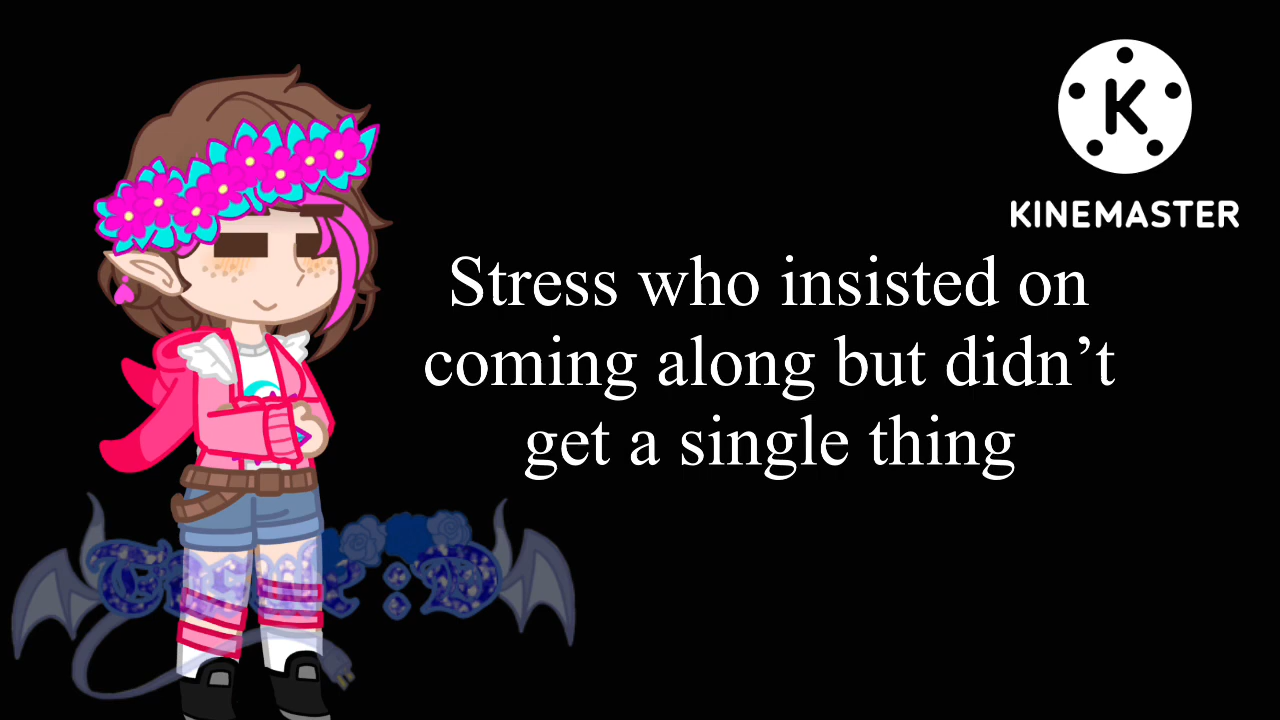 KINEMASTER
Stress who insisted on
coming along but didn’t
get a single thing